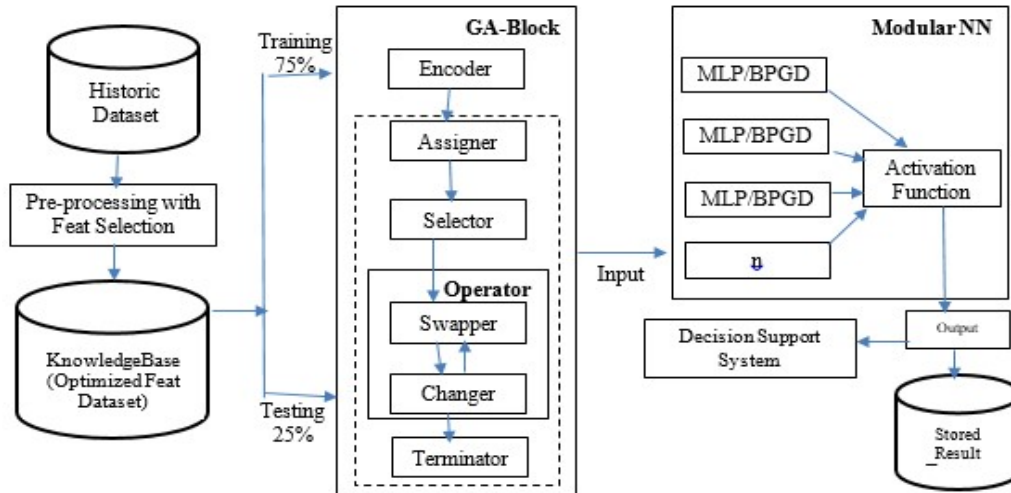 Historic
Dataset
Pre-processing with
Feat Selection
KnowledgeBase
(Optimized Feat
Dataset)
Training
75%
Testing
25%
GA-Block
Encoder
Assigner
Selector
Operator
Swapper
Changer
Terminator
Input
Modular NN
MLP/BPGD
MLP/BPGD
MLP/BPGD
n
Activation
Function
Output
Decision Support
System
Stored
_Result